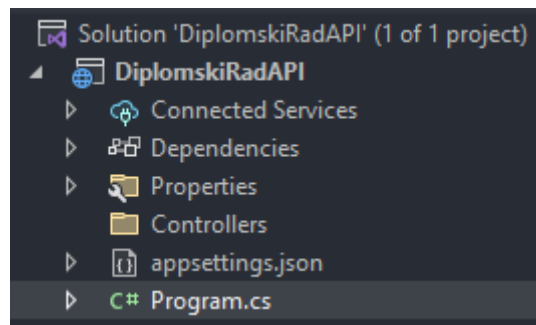 Solution 'DiplomskiRadAPI' (1 of 1 project)
DiplomskiRadAPI
Connected Services
Dependencies
Properties
Controllers
appsettings.json
C# Program.cs